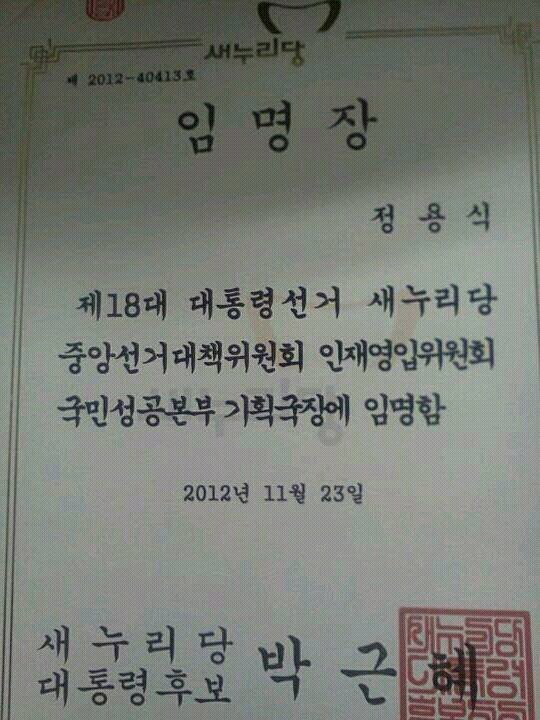 새누리당
제 2012-40413호
임 명 장
정 용 식
제18대 대통령선거 새누리당
중앙선거대책위원회 인재영입위원회
국민성공본부 기획국장에 임명함
2012년 11월 23일
새 누 리 당
대통령후보 박 근 혜